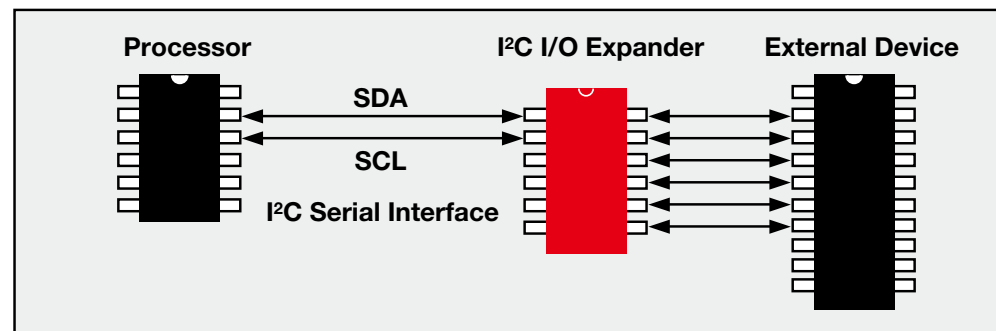 Processor
I²C I/O Expander
External Device
SDA
SCL
I²C Serial Interface